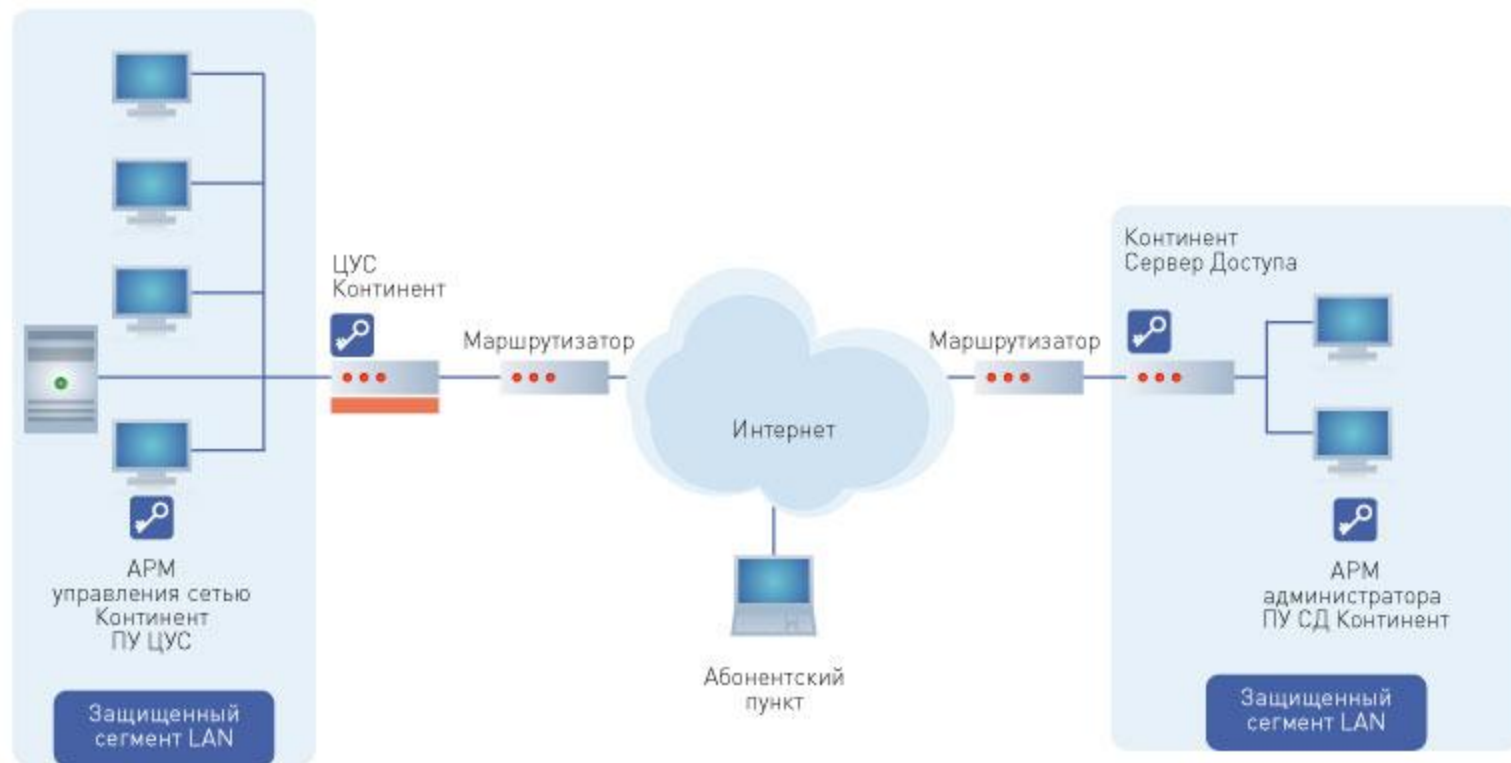 ЦУС
Континент
Маршрутизатор
Интернет
Маршрутизатор
Континент
Сервер Доступа
АРМ
управления сетью
Континент
ПУ ЦУС
Защищенный
сегмент LAN
Абонентский
пункт
АРМ
администратора
ПУ СД Континент
Защищенный
сегмент LAN